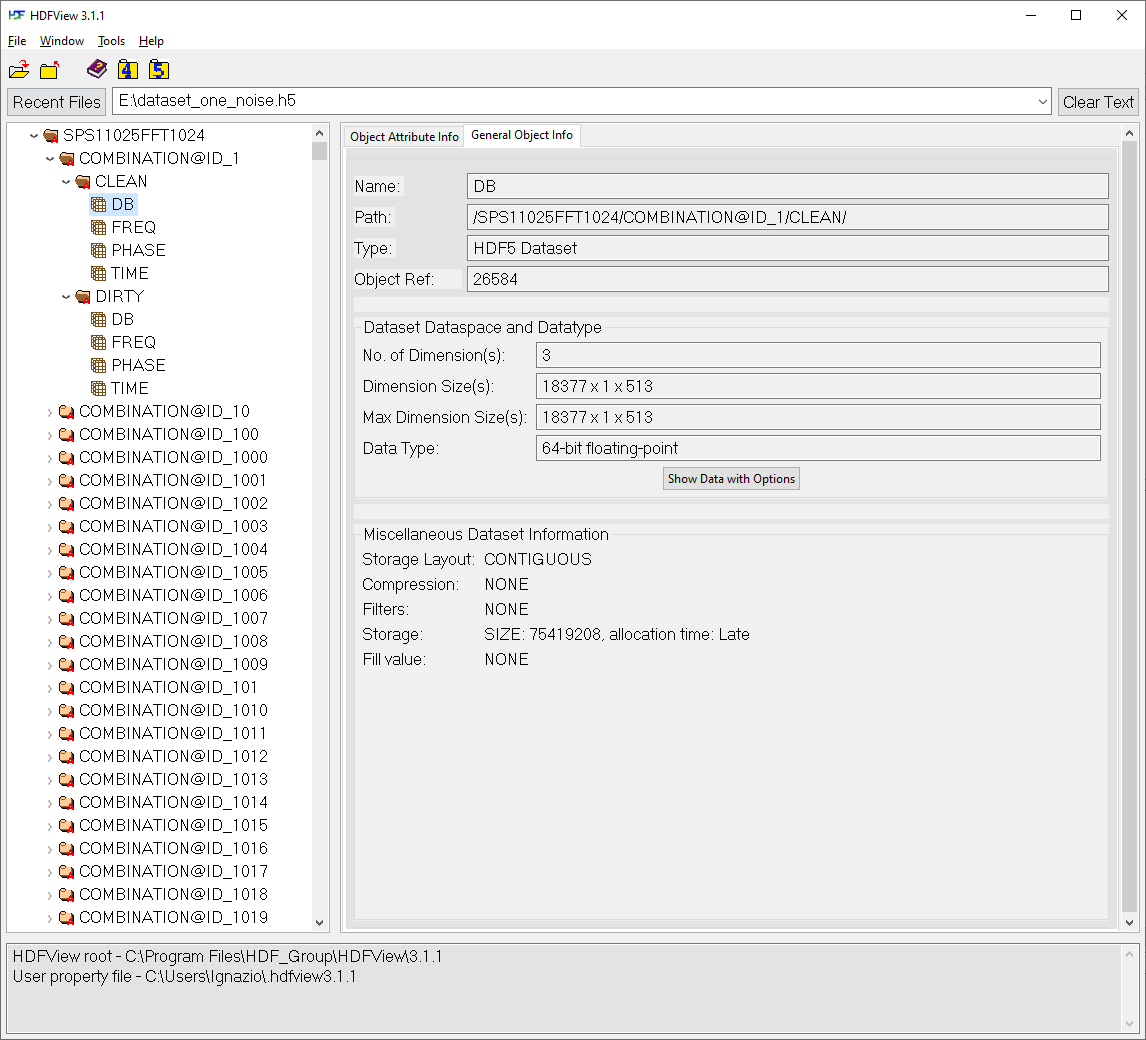 HDFView 3.1.1
File Window Tools Help
Recent Files E:\dataset_one_noise.h5 Clear Text
SPS11025FFT1024
COMBINATION@ID_1
CLEAN
DB
FREQ
PHASE
TIME
DIRTY
DB
FREQ
PHASE
TIME
COMBINATION@ID_10
COMBINATION@ID_100
COMBINATION@ID_1000
COMBINATION@ID_1001
COMBINATION@ID_1002
COMBINATION@ID_1003
COMBINATION@ID_1004
COMBINATION@ID_1005
COMBINATION@ID_1006
COMBINATION@ID_1007
COMBINATION@ID_1008
COMBINATION@ID_1009
COMBINATION@ID_101
COMBINATION@ID_1010
COMBINATION@ID_1011
COMBINATION@ID_1012
COMBINATION@ID_1013
COMBINATION@ID_1014
COMBINATION@ID_1015
COMBINATION@ID_1016
COMBINATION@ID_1017
COMBINATION@ID_1018
COMBINATION@ID_1019
Object Attribute Info General Object Info
Name: DB
Path: /SPS11025FFT1024/COMBINATION@ID_1/CLEAN/
Type: HDF5 Dataset
Object Ref: 26584
Dataset Dataspace and Datatype
No. of Dimension(s): 3
Dimension Size(s): 18377 x 1 x 513
Max Dimension Size(s): 18377 x 1 x 513
Data Type: 64-bit floating-point
Show Data with Options
Miscellaneous Dataset Information
Storage Layout: CONTIGUOUS
Compression: NONE
Filters: NONE
Storage: SIZE: 75419208, allocation time: Late
Fill value: NONE
HDFView root - C:\Program Files\HDF_Group\HDFView\3.1.1
User property file - C:\Users\Ignazio\.hdfview3.1.1